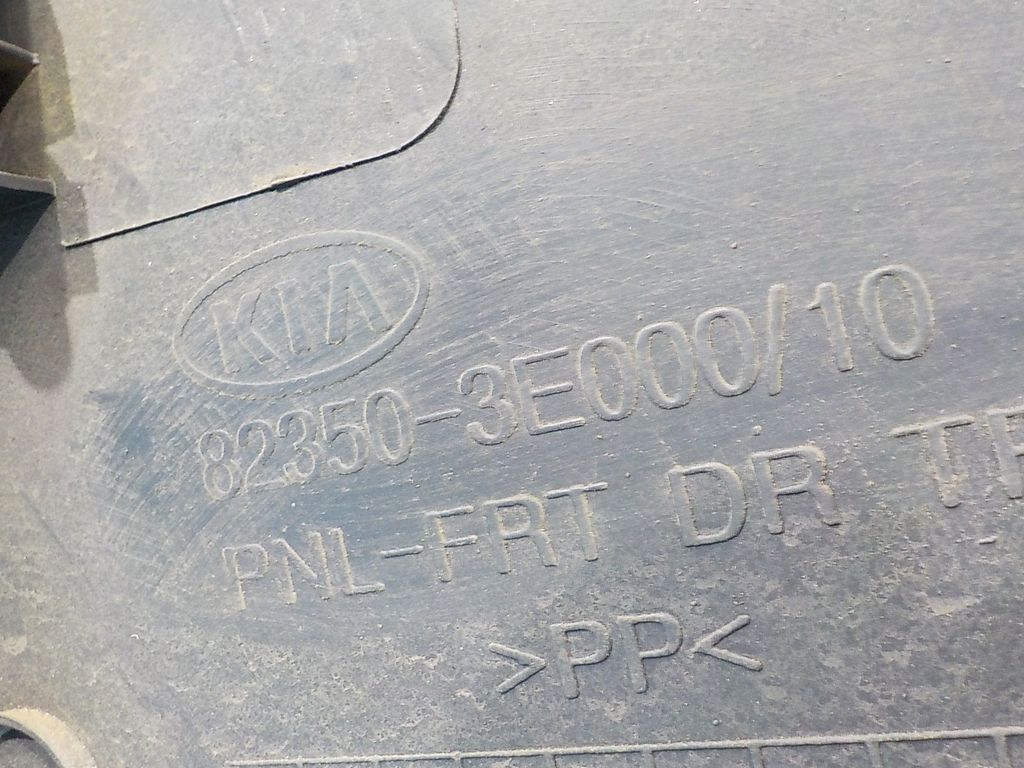 KIA
82350-3E000/10
PNL-FRT DR
>PP<